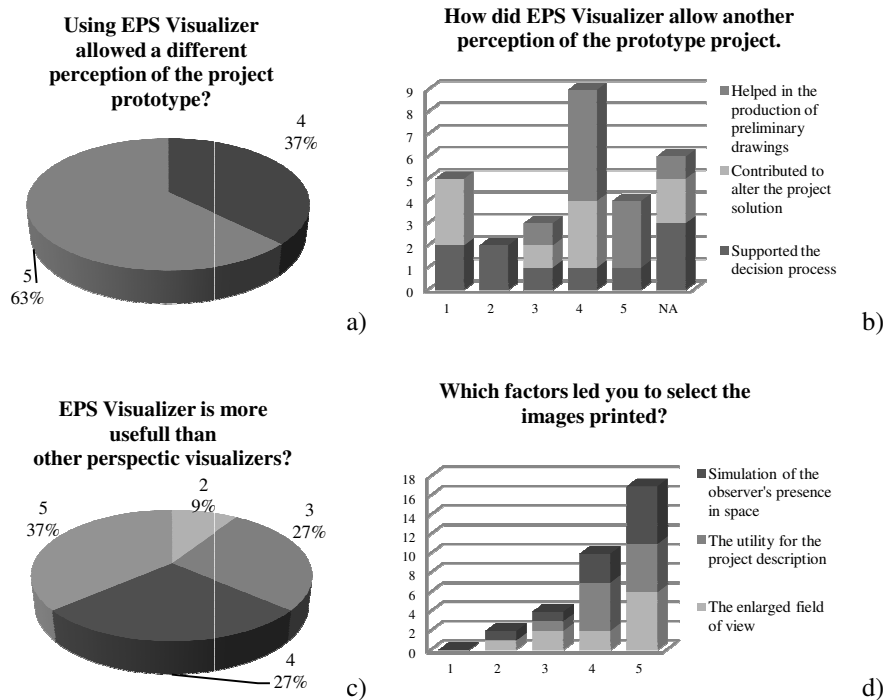 Using EPS Visualizer
allowed a different
perception of the project
prototype?
4
37%
5
63%
a)
How did EPS Visualizer allow another
perception of the prototype project.
9
8
7
6
5
4
3
2
1
0
1 2 3 4 5 NA
Helped in the
production of
preliminary
drawings
Contributed to
alter the project
solution
Supported the
decision process
b)
EPS Visualizer is more
usefull than
other perspectic visualizers?
2
9%
3
27%
5
37%
4
27%
c)
Which factors led you to select the
images printed?
18
16
14
12
10
8
6
4
2
0
1 2 3 4 5
Simulation of the
observer's presence
in space
The utility for the
project description
The enlarged field
of view
d)